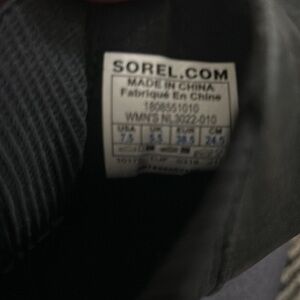 SOREL.COM
MADE IN CHINA
Fabriqué En Chine
1808551010
WMN'S NL3022-010
USA UK EUR CM
7.5 5.5 38.5 24.5